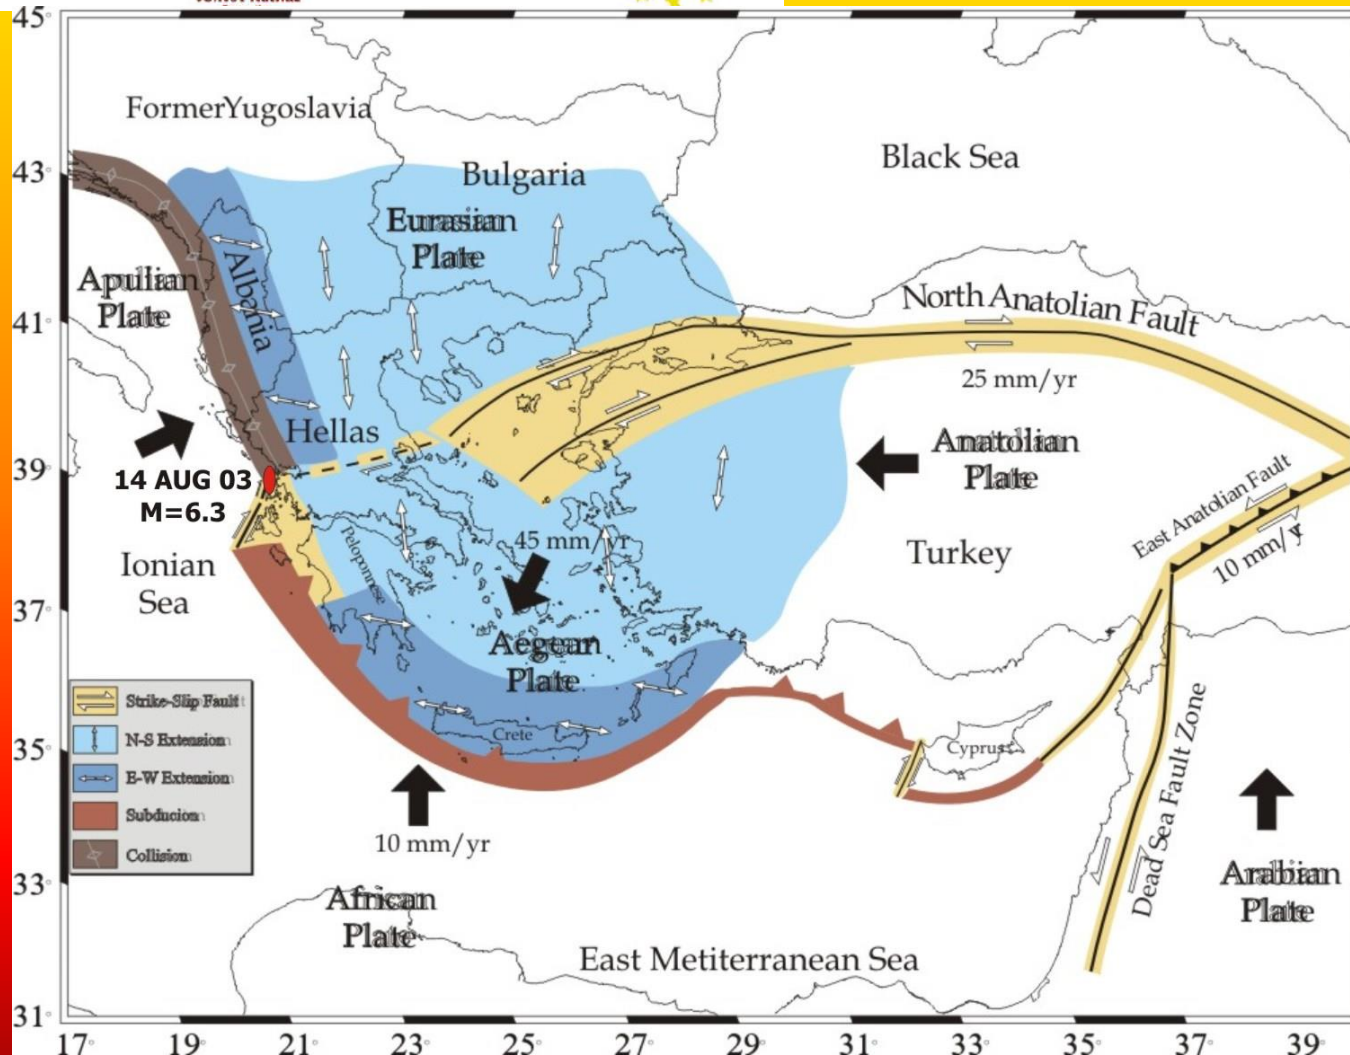 45°
Former Yugoslavia
Black Sea
43°
Bulgaria
Eurasian
Plate
Apulian
Plate
Albania
41°
North Anatolian Fault
25 mm/yr
Hellas
Anatolian
Plate
39°
14 AUG 03
M=6.3
East Anatolian Fault
10 mm/yr
45 mm/yr
Peloponnese
Turkey
Ionian
Sea
37°
Aegean
Plate
Strike-Slip Fault
N-S Extension
E-W Extension
Subducion
Collision
Crete
Cyprus
35°
Dead Sea Fault Zone
10 mm/yr
33°
African
Plate
Arabian
Plate
East Metiterranean Sea
31°
17° 19° 21° 23° 25° 27° 29° 31° 33° 35° 37° 39°